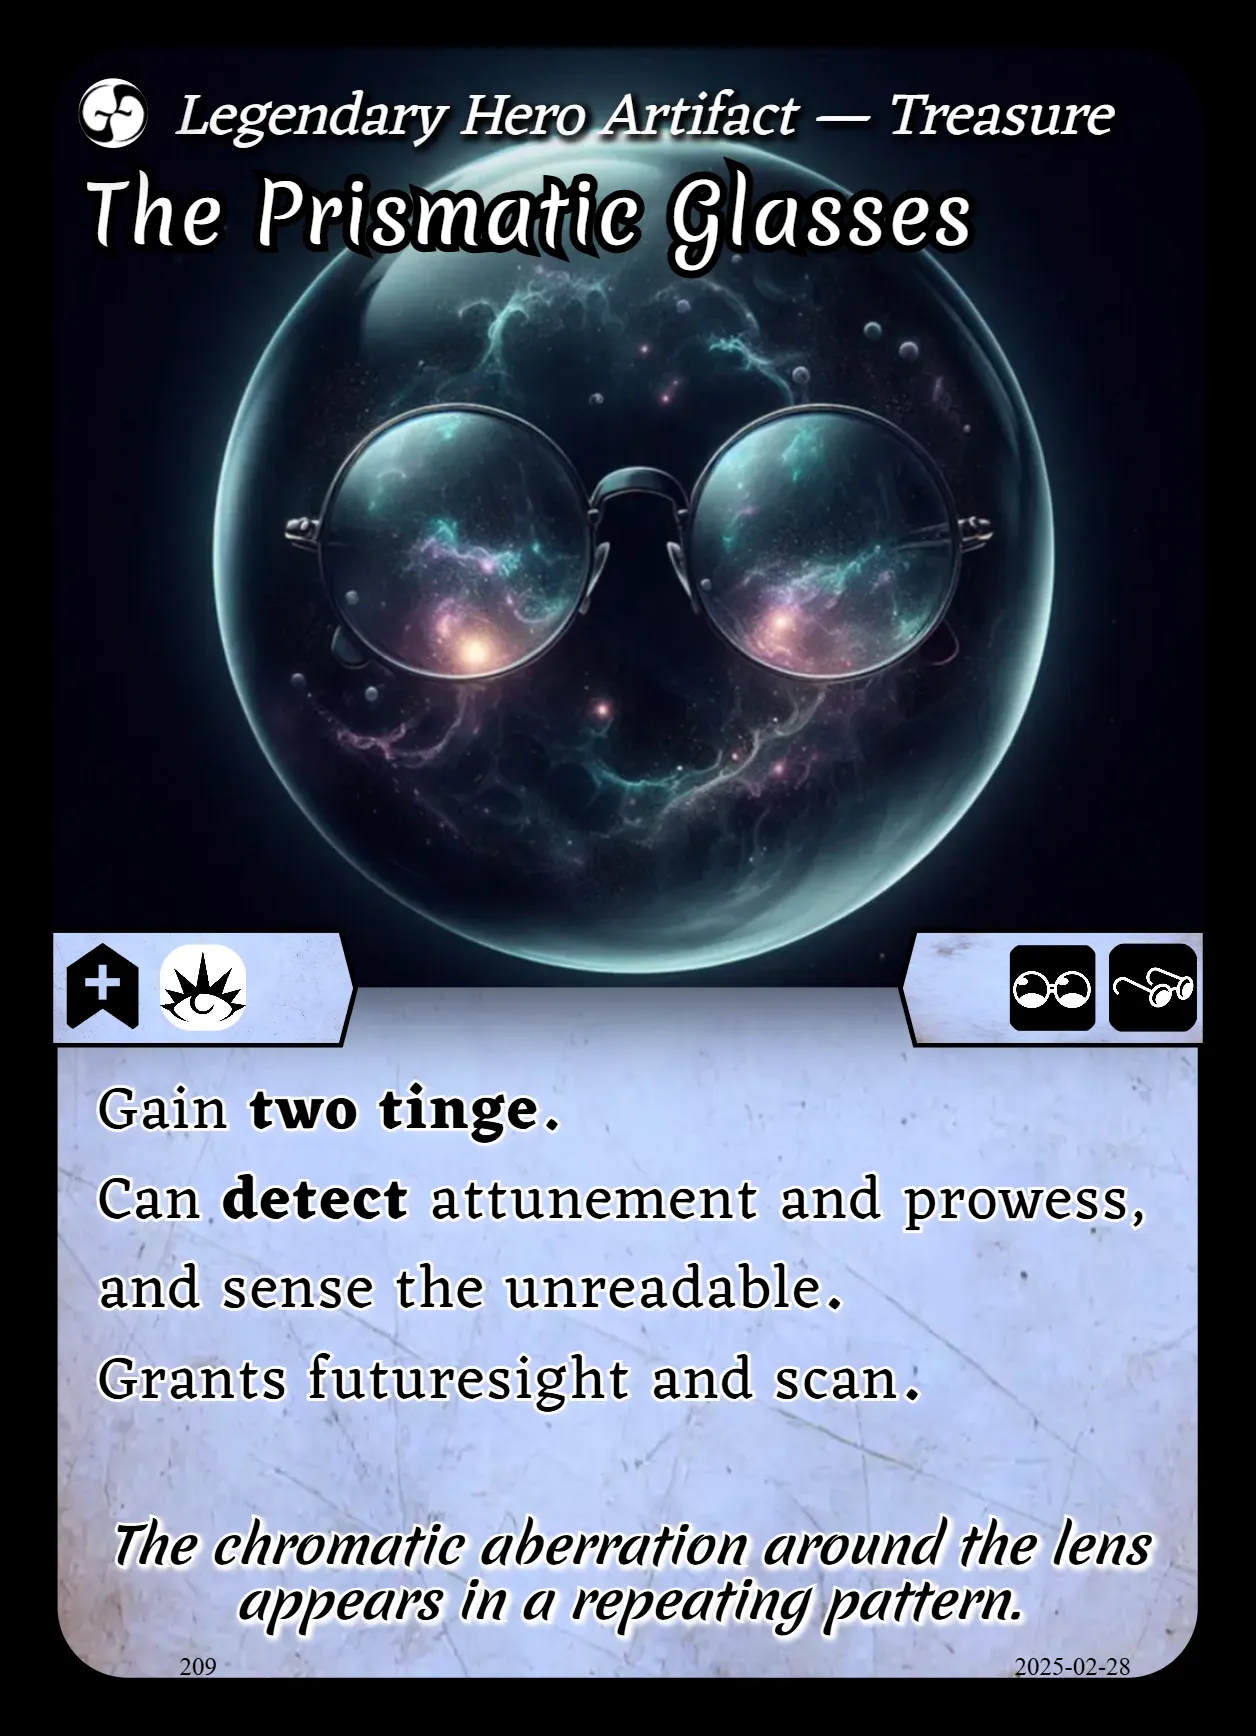 Legendary Hero Artifact — Treasure
The Prismatic Glasses
Gain two tinge.
Can detect attunement and prowess,
and sense the unreadable.
Grants futuresight and scan.
The chromatic aberration around the lens
appears in a repeating pattern.
209
2025-02-28